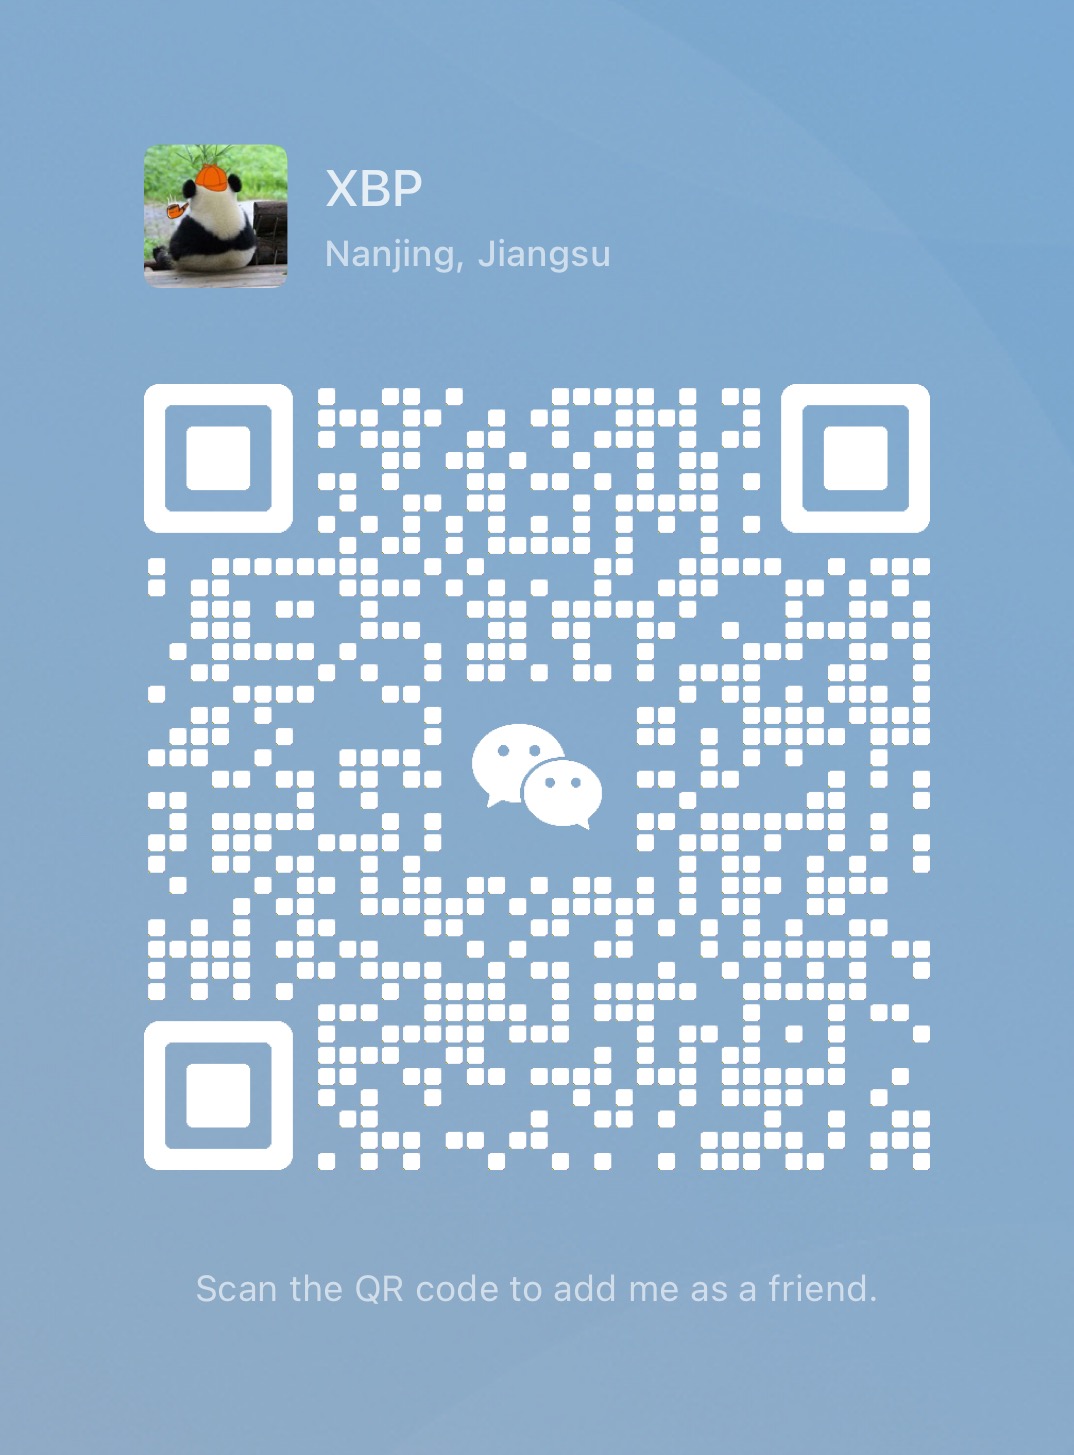 XBP
Nanjing, Jiangsu
Scan the QR code to add me as a friend.